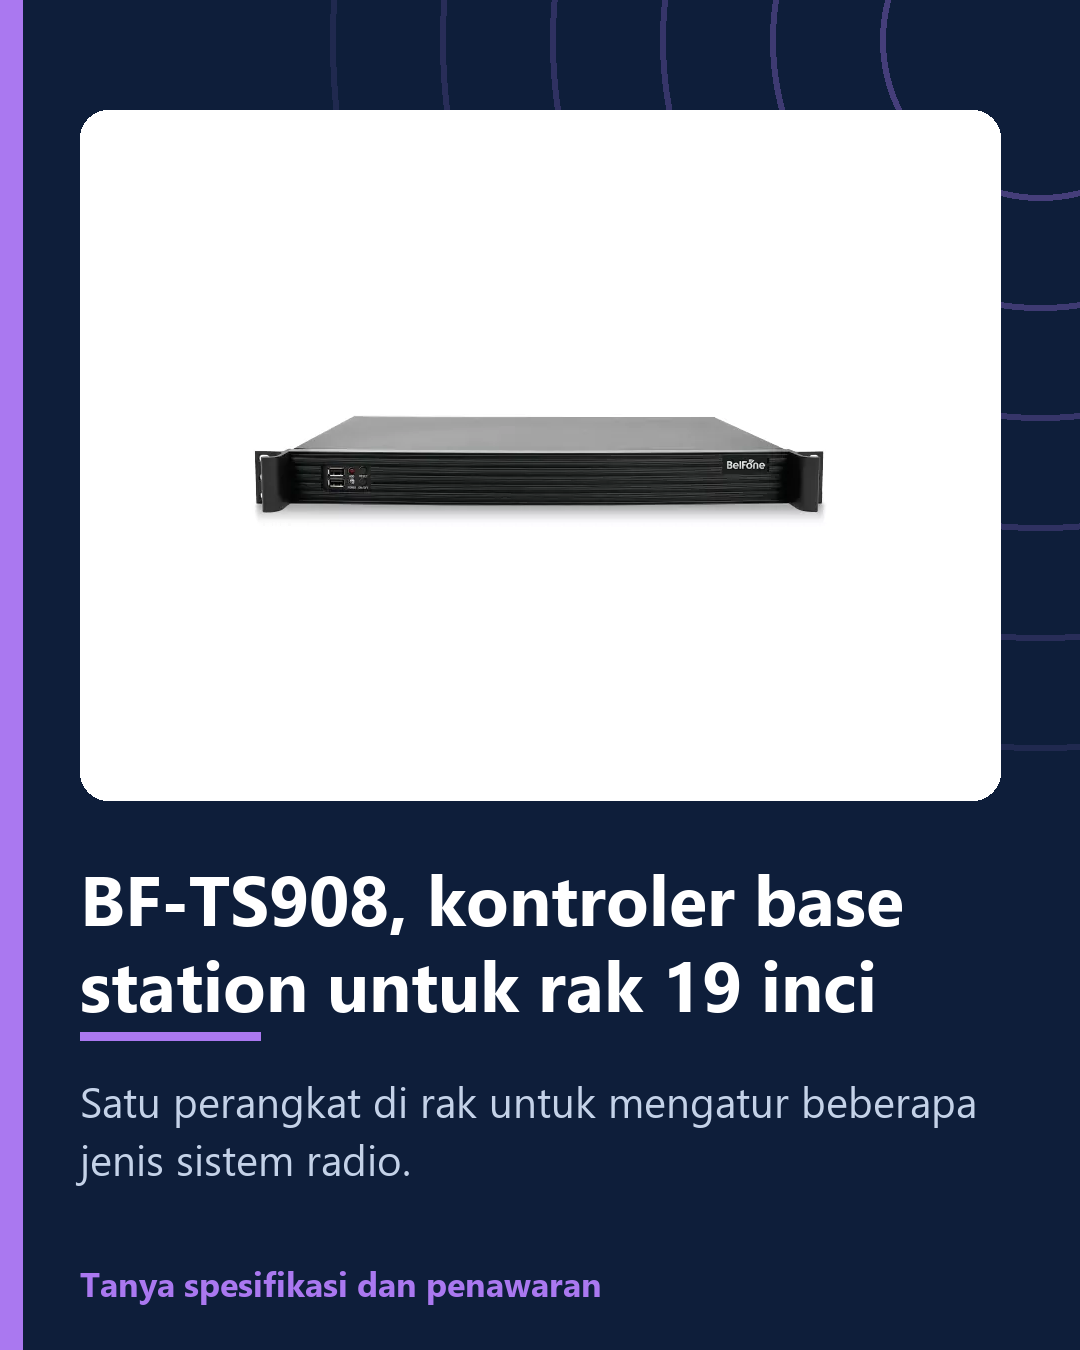 BelFone
BF-TS908, kontroler base
station untuk rak 19 inci
Satu perangkat di rak untuk mengatur beberapa
jenis sistem radio.
Tanya spesifikasi dan penawaran